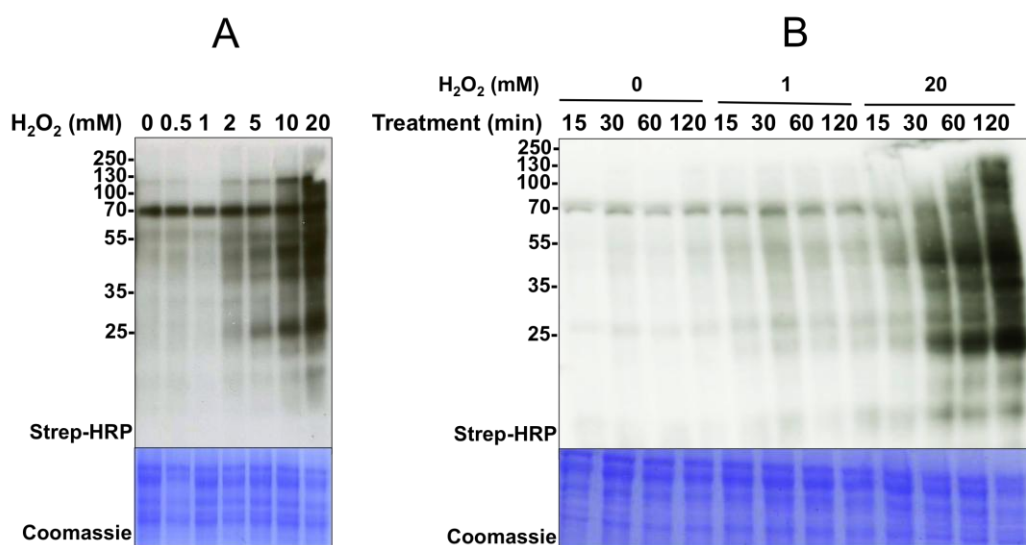 A
H₂O₂ (mM) 0 0.5 1 2 5 10 20
250-
130-
100-
70-
55-
35-
25-
Strep-HRP
Coomassie
B
H₂O₂ (mM) 0 1 20
Treatment (min) 15 30 60 120 15 30 60 120 15 30 60 120
250-
130-
100-
70-
55-
35-
25-
Strep-HRP
Coomassie